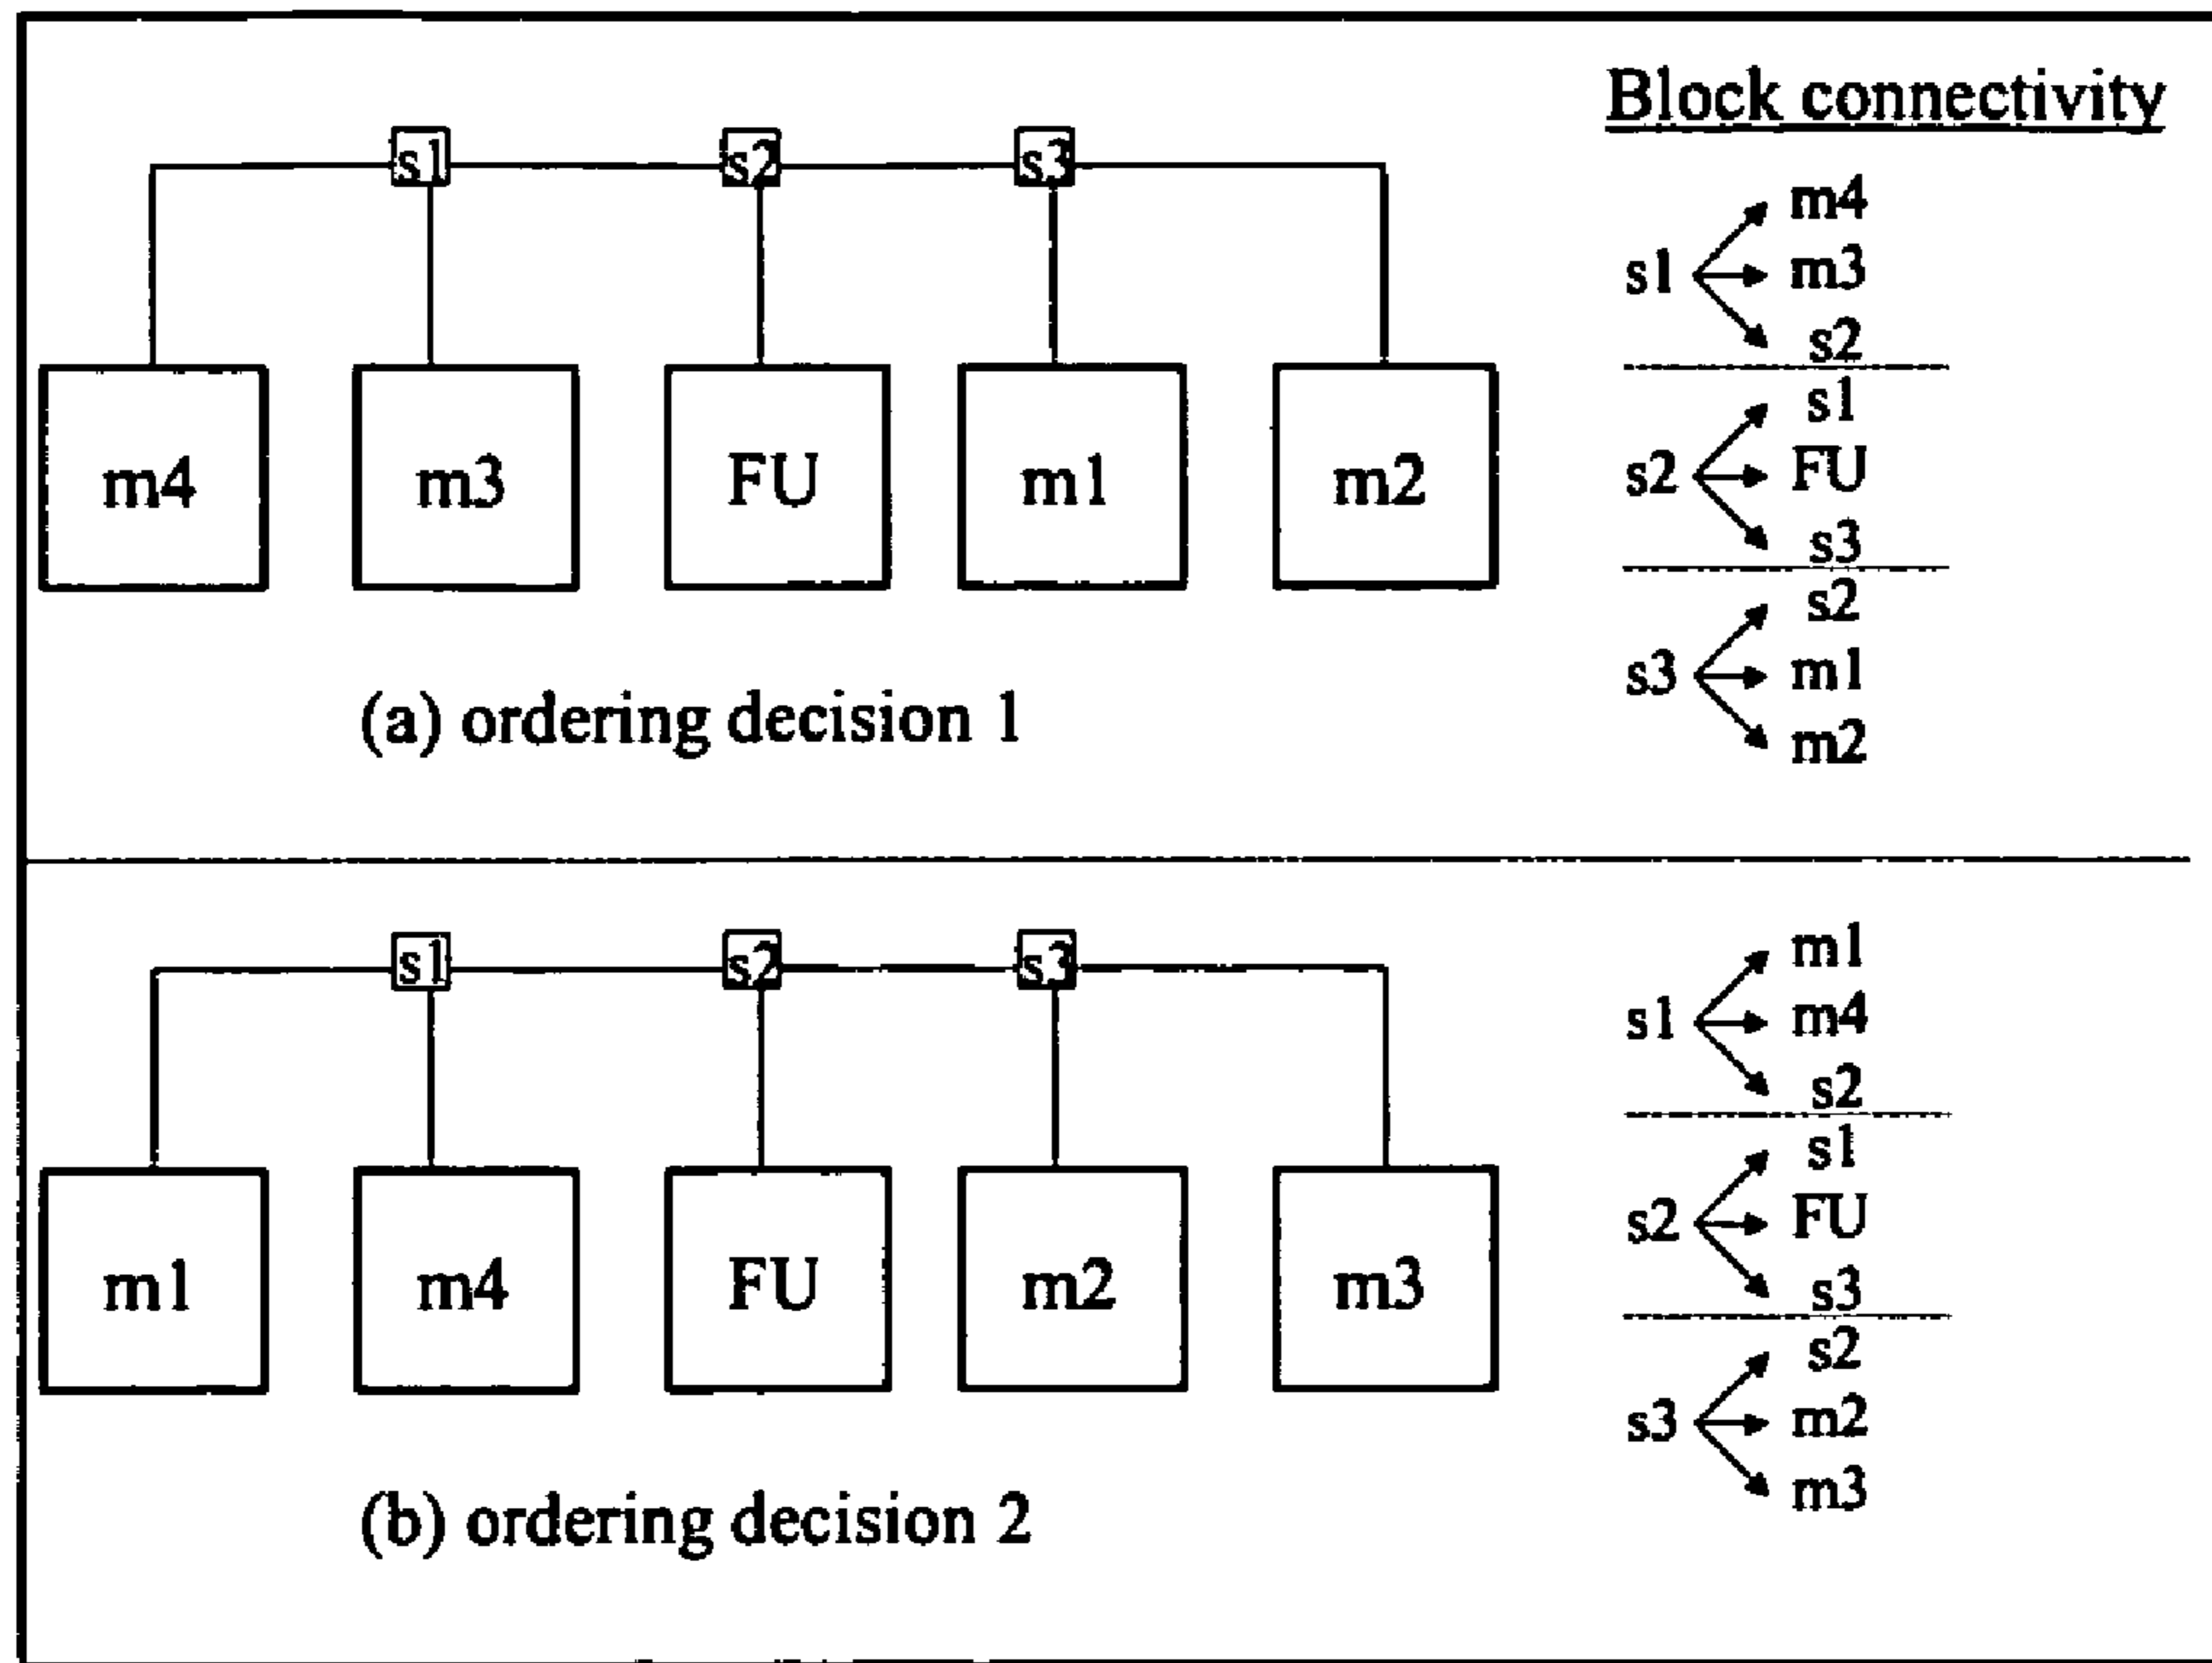 Block connectivity
s1 s2 s3
m4 m3 FU m1 m2
(a) ordering decision 1
m4
s1 m3
s2
s1
s2 FU
s3
s2
s3 m1
m2
s1 s2 s3
m1 m4 FU m2 m3
(b) ordering decision 2
m1
s1 m4
s2
s1
s2 FU
s3
s2
s3 m2
m3